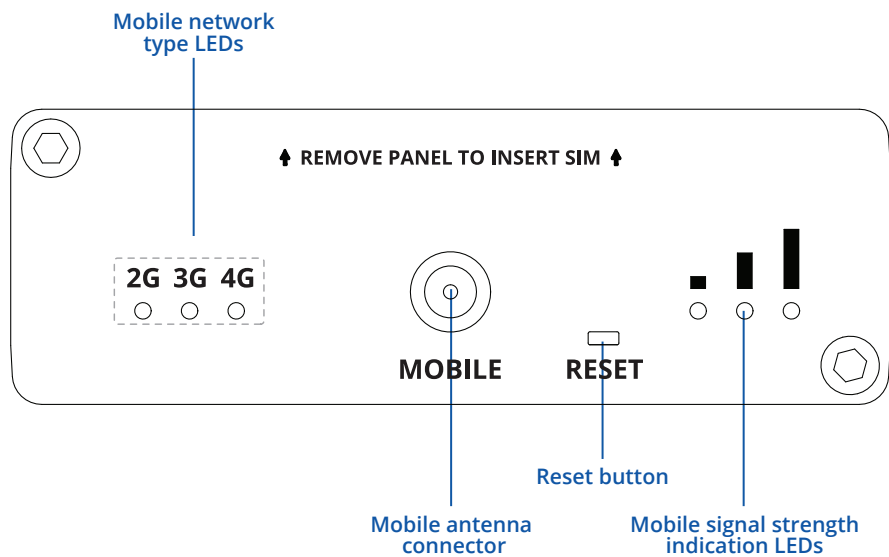 Mobile network
type LEDs
REMOVE PANEL TO INSERT SIM
2G 3G 4G
MOBILE
RESET
Reset button
Mobile antenna
connector
Mobile signal strength
indication LEDs